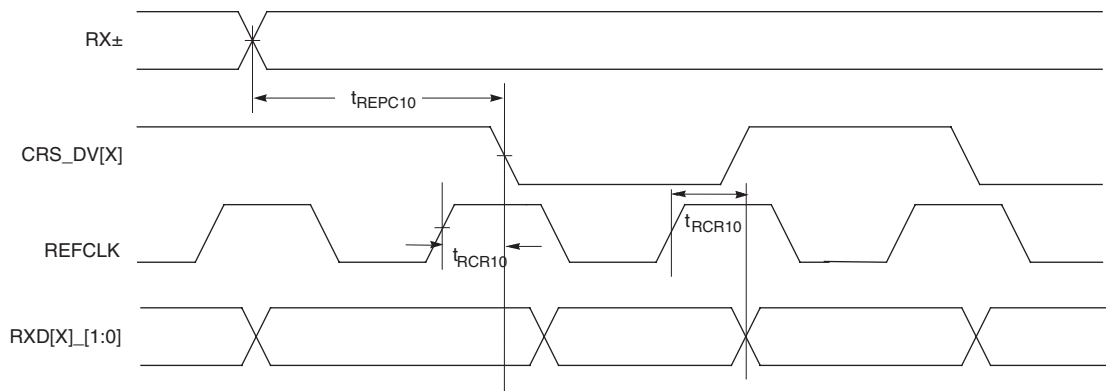 RX±
tREPC10
CRS_DV[X]
tRCR10
REFCLK
tRCR10
RXD[X]_[1:0]